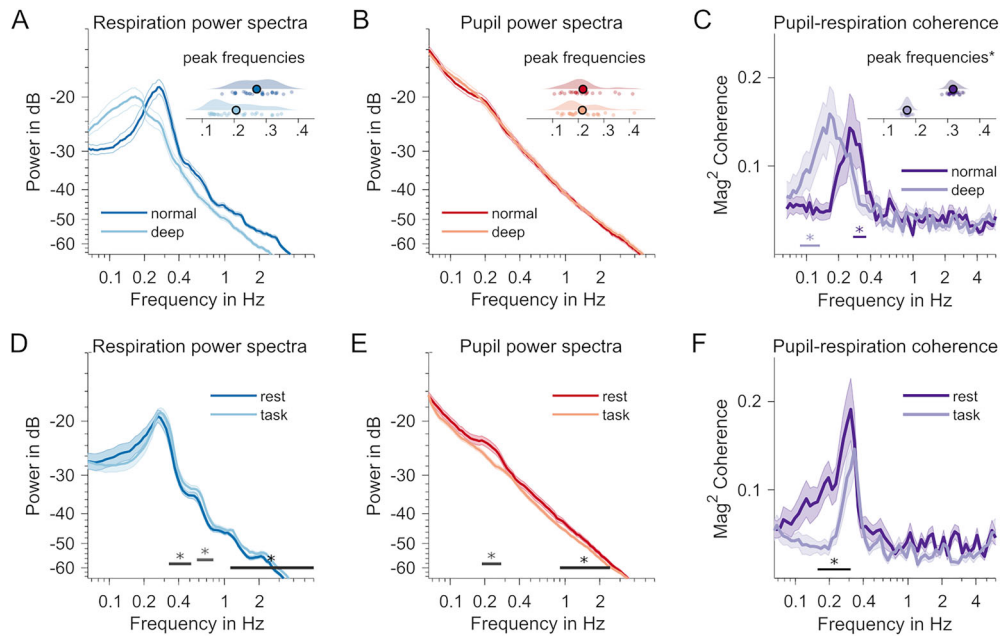 A
Respiration power spectra
Power in dB
-20
-30
-40
-50
-60
peak frequencies
.1
.2
.3
.4
normal
deep
0.1
0.2
0.4
1
2
Frequency in Hz
B
Pupil power spectra
Power in dB
-20
-30
-40
-50
-60
peak frequencies
.1
.2
.3
.4
normal
deep
0.1
0.2
0.4
1
2
Frequency in Hz
C
Pupil-respiration coherence
Mag² Coherence
0.2
0.1
peak frequencies*
.1
.2
.3
.4
normal
deep
*
*
0.1
0.2
0.4
1
2
4
Frequency in Hz
D
Respiration power spectra
Power in dB
-20
-30
-40
-50
-60
rest
task
*
*
*
0.1
0.2
0.4
1
2
Frequency in Hz
E
Pupil power spectra
Power in dB
-20
-30
-40
-50
-60
rest
task
*
*
0.1
0.2
0.4
1
2
Frequency in Hz
F
Pupil-respiration coherence
Mag² Coherence
0.2
0.1
rest
task
*
0.1
0.2
0.4
1
2
4
Frequency in Hz